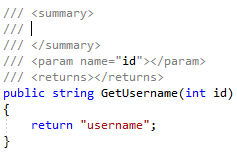 /// <summary>
///
/// </summary>
/// <param name="id"></param>
/// <returns></returns>
public string GetUsername(int id)
{
    return "username";
}